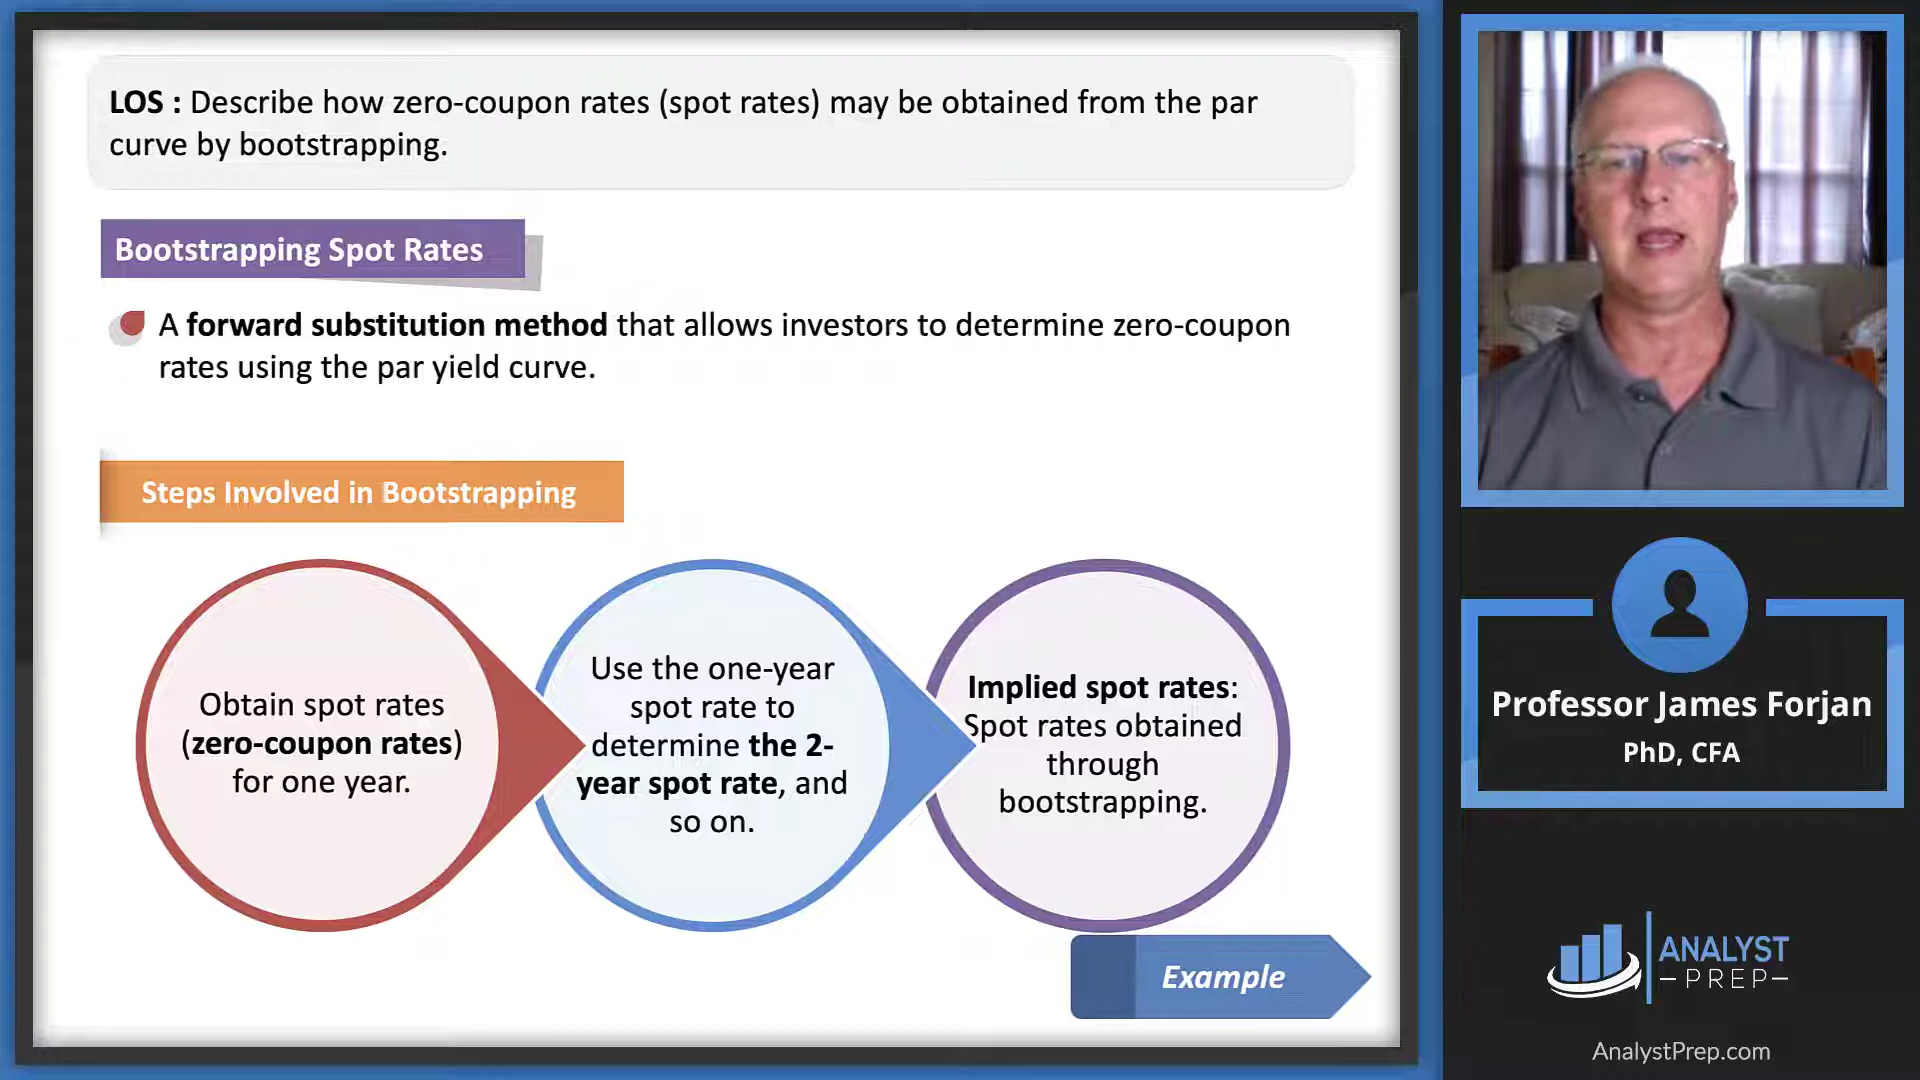 LOS : Describe how zero-coupon rates (spot rates) may be obtained from the par
curve by bootstrapping.
Bootstrapping Spot Rates
A forward substitution method that allows investors to determine zero-coupon
rates using the par yield curve.
Steps Involved in Bootstrapping
Obtain spot rates
(zero-coupon rates)
for one year.
Use the one-year
spot rate to
determine the 2-
year spot rate, and
so on.
Implied spot rates:
Spot rates obtained
through
bootstrapping.
Example
Professor James Forjan
PhD, CFA
ANALYST
PREP
AnalystPrep.com